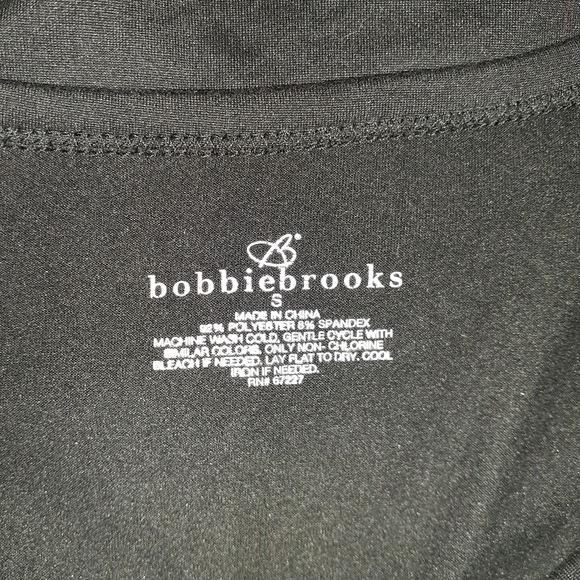 B®
bobbiebrooks
S
MADE IN CHINA
92% POLYESTER 8% SPANDEX
MACHINE WASH COLD, GENTLE CYCLE WITH
SIMILAR COLORS. ONLY NON- CHLORINE
BLEACH IF NEEDED. LAY FLAT TO DRY. COOL
IRON IF NEEDED.
RN# 67227